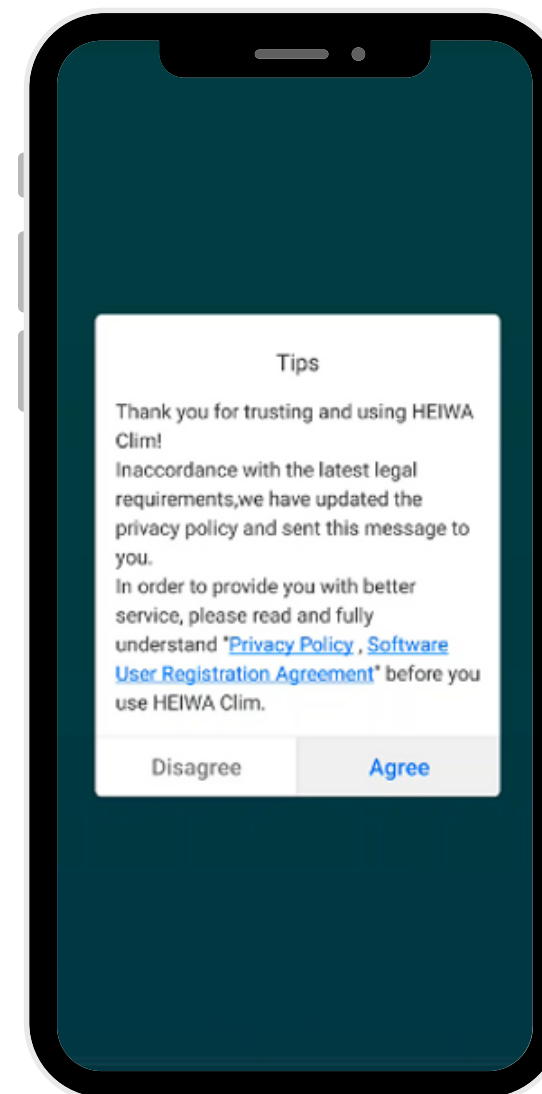 Tips
Thank you for trusting and using HEIWA
Clim!
Inaccordance with the latest legal
requirements,we have updated the
privacy policy and sent this message to
you.
In order to provide you with better
service, please read and fully
understand "Privacy Policy , Software
User Registration Agreement" before you
use HEIWA Clim.
Disagree
Agree